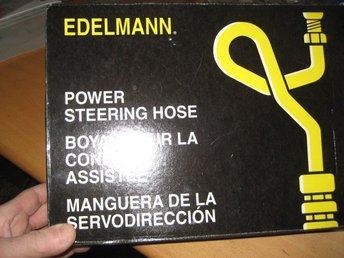 EDELMANN
POWER
STEERING HOSE
LA
ASSISTÉE
MANGUERA DE LA
SERVODIRECCIÓN